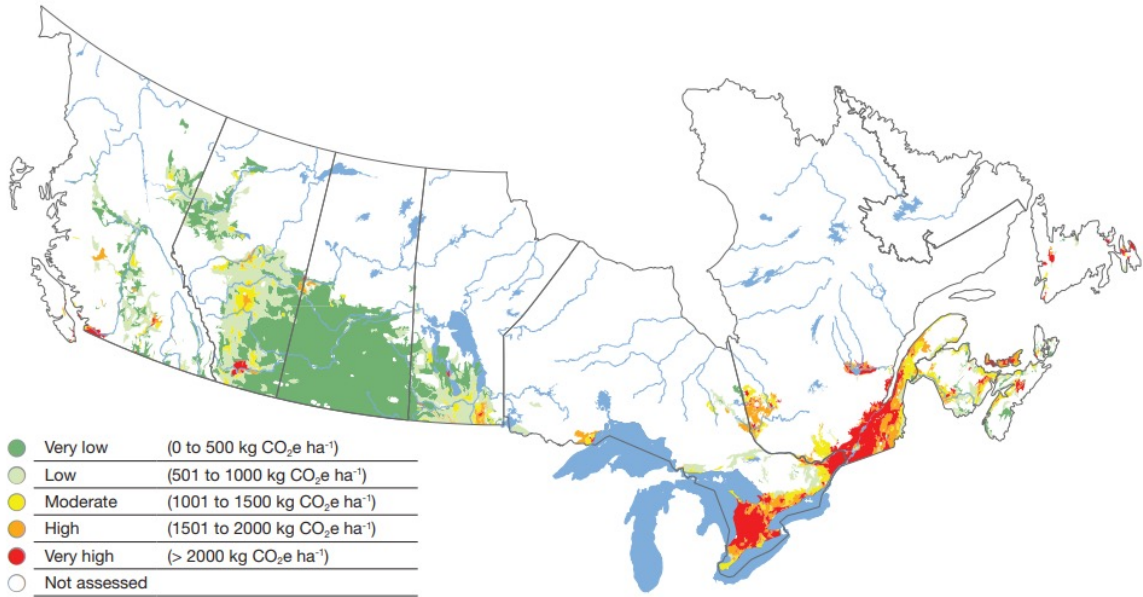 Very low (0 to 500 kg CO₂e ha⁻¹)
Low (501 to 1000 kg CO₂e ha⁻¹)
Moderate (1001 to 1500 kg CO₂e ha⁻¹)
High (1501 to 2000 kg CO₂e ha⁻¹)
Very high (> 2000 kg CO₂e ha⁻¹)
Not assessed